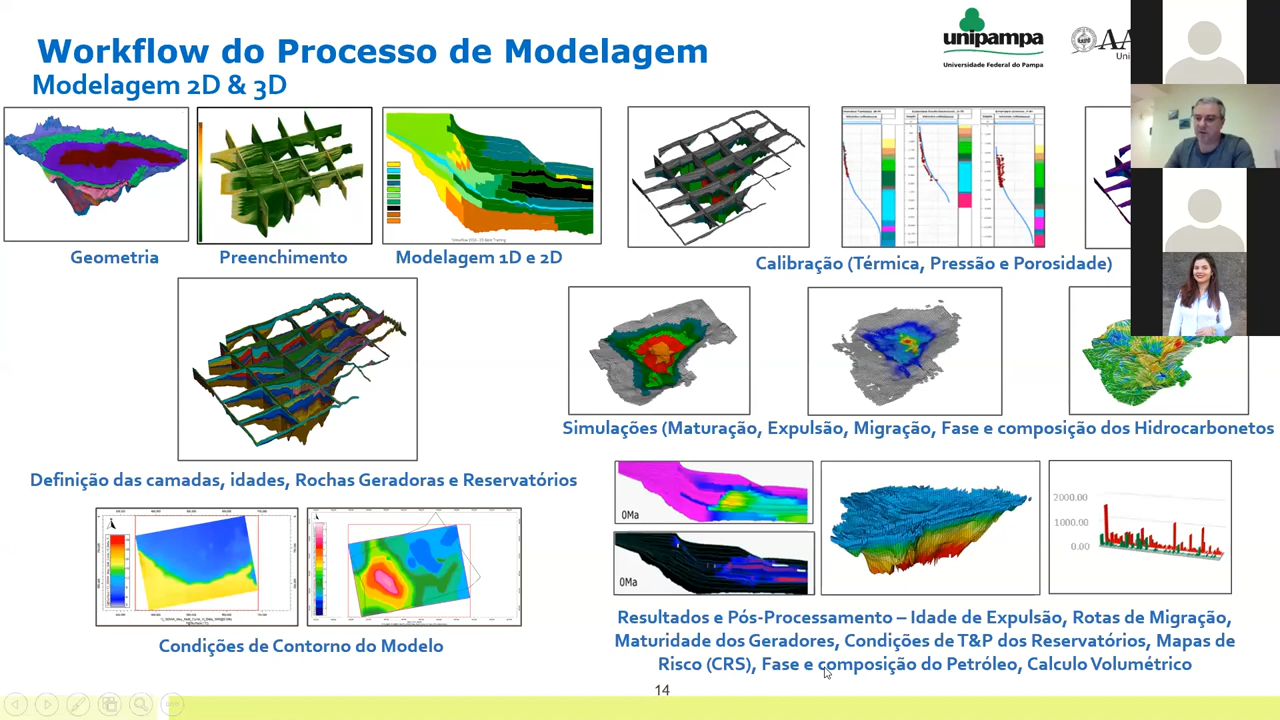 Workflow do Processo de Modelagem
Modelagem 2D & 3D
unipampa
Universidade Federal do Pampa
Geometria
Preenchimento
Modelagem 1D e 2D
Calibração (Térmica, Pressão e Porosidade)
Simulações (Maturação, Expulsão, Migração, Fase e composição dos Hidrocarbonetos
Definição das camadas, idades, Rochas Geradoras e Reservatórios
0Ma
0Ma
2000.00
1000.00
0.00
Condições de Contorno do Modelo
Resultados e Pós-Processamento – Idade de Expulsão, Rotas de Migração,
Maturidade dos Geradores, Condições de T&P dos Reservatórios, Mapas de
Risco (CRS), Fase e composição do Petróleo, Calculo Volumétrico
14